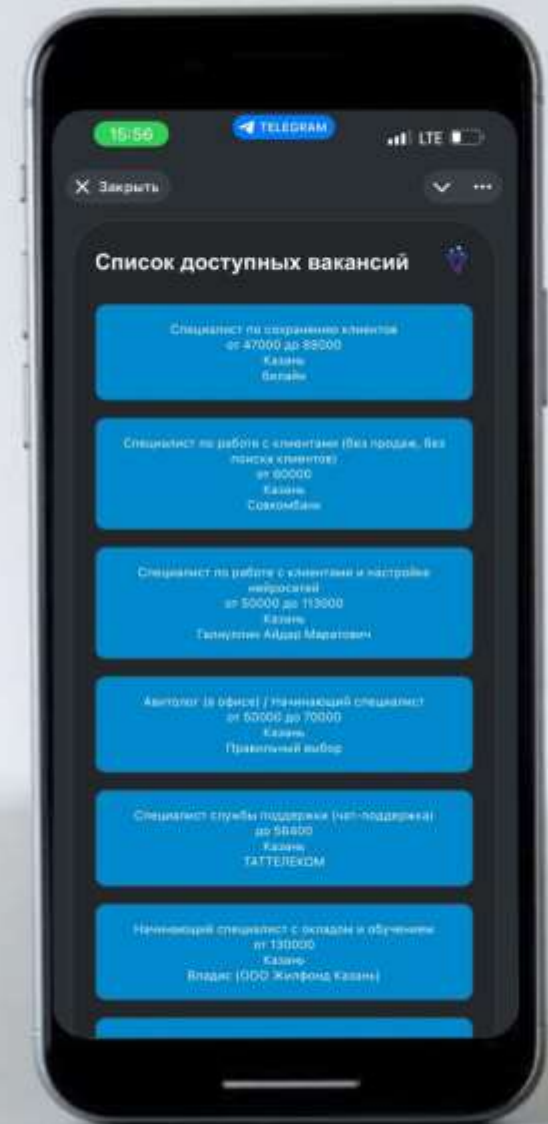 15:56
TELEGRAM
LTE
Закрыть
Список доступных вакансий
Специалист по сохранению клиентов
от 47000 до 89000
Казань
билайн
Специалист по работе с клиентами (без продаж, без
поиска клиентов)
от 60000
Казань
Совкомбанк
Специалист по работе с клиентами и настройке
нейросетей
от 50000 до 113000
Казань
Айдар Маратович
Авитолог (в офисе) / Начинающий специалист
от 50000 до 70000
Казань
Правильный выбор
Специалист службы поддержки (чат-поддержка)
до 56400
Казань
ТАТТЕЛЕКОМ
Начинающий специалист с окладом и обучением
от 130000
Казань
Владис (ООО Жилфонд Казань)